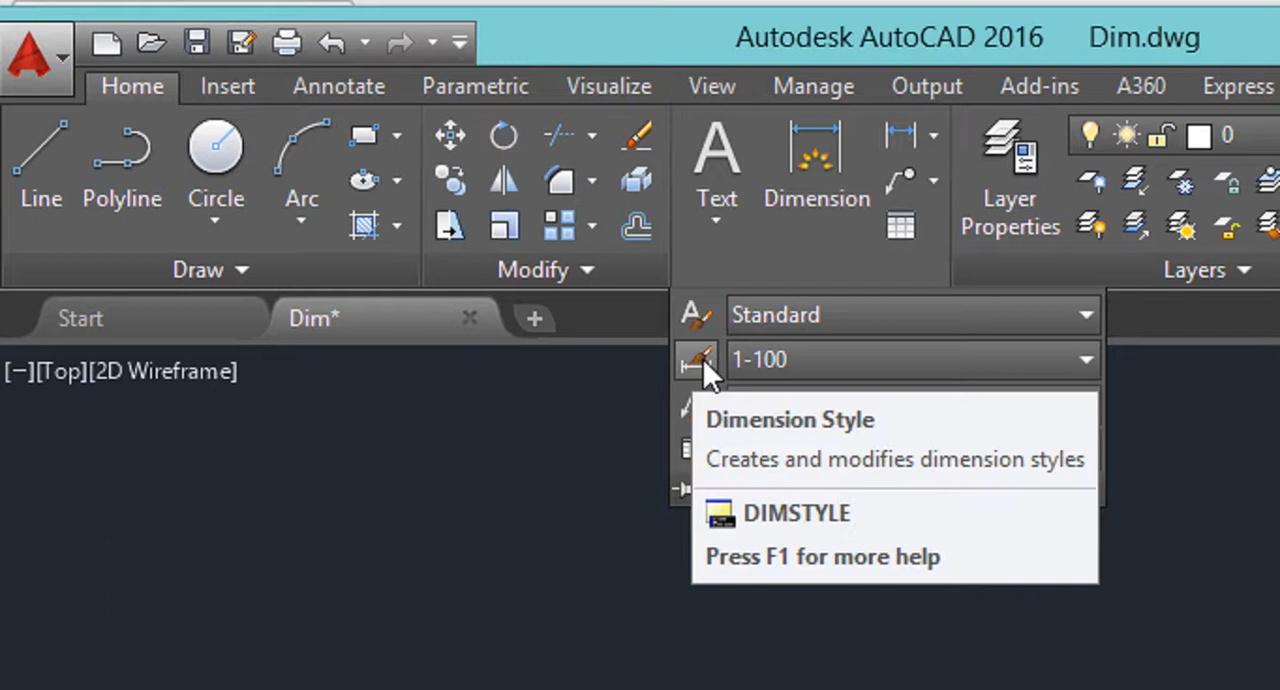 Autodesk AutoCAD 2016 Dim.dwg
Home Insert Annotate Parametric Visualize View Manage Output Add-ins A360 Express
Line Polyline Circle Arc Text Dimension Layer Properties 0
Draw Modify Layers
Start Dim*
Standard
[−][Top][2D Wireframe]
1-100
Dimension Style
Creates and modifies dimension styles
DIMSTYLE
Press F1 for more help